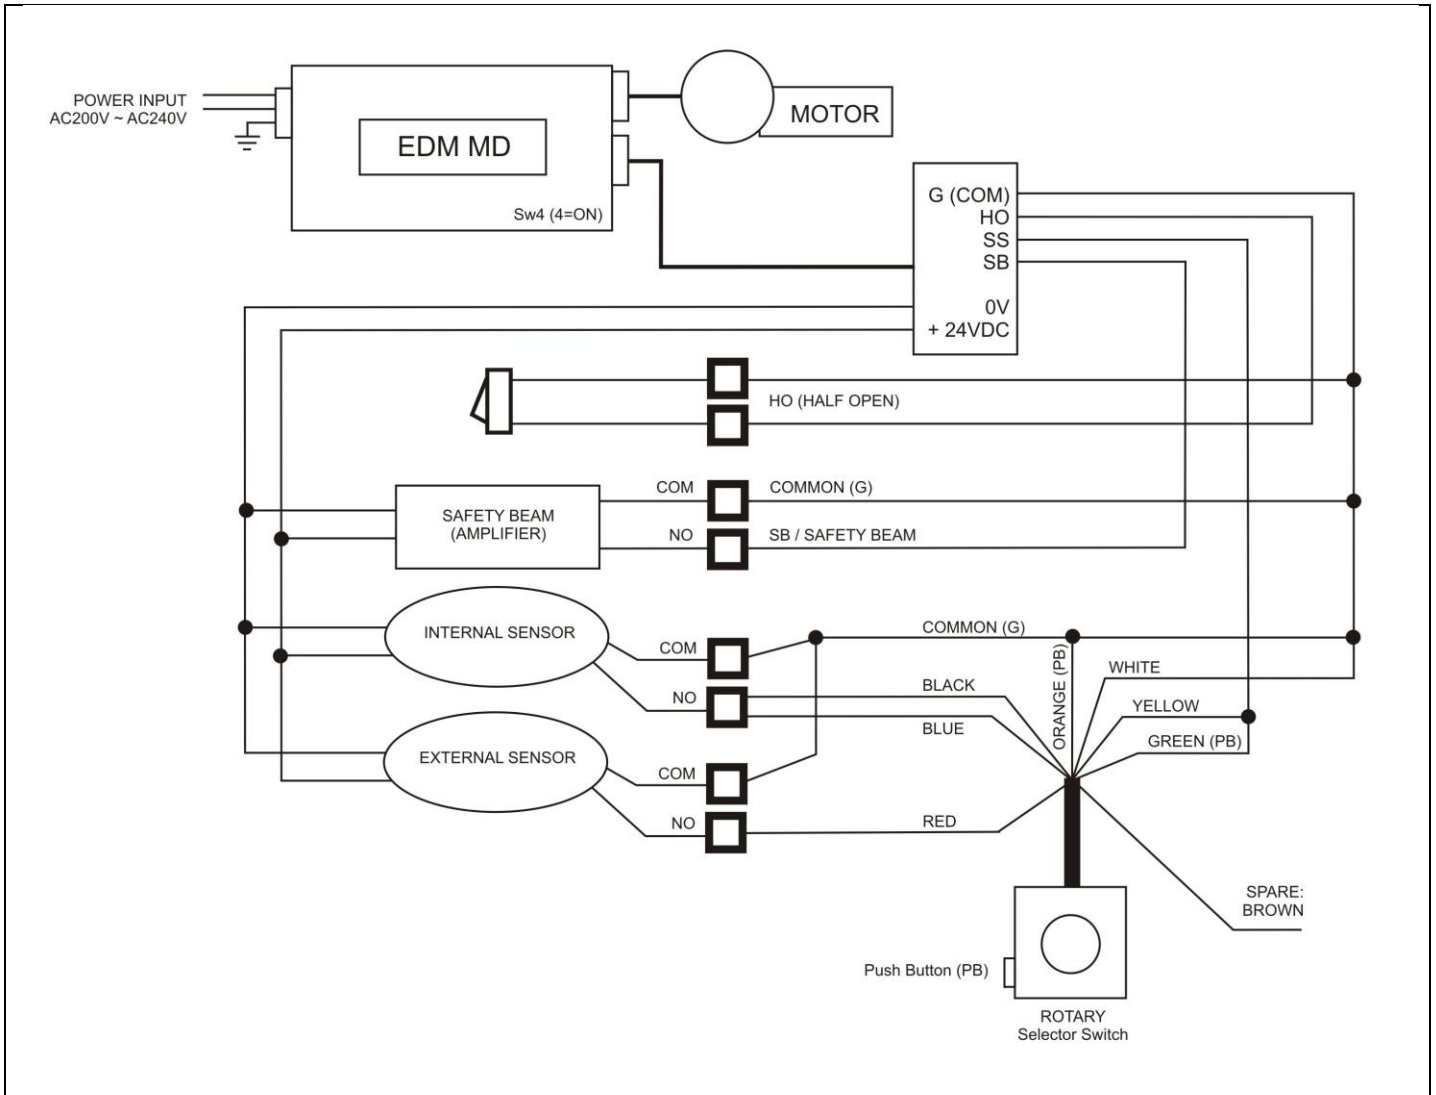 POWER INPUT
AC200V ~ AC240V
EDM MD
Sw4 (4=ON)
MOTOR
G (COM)
HO
SS
SB
0V
+ 24VDC
HO (HALF OPEN)
SAFETY BEAM
(AMPLIFIER)
COM
COMMON (G)
NO
SB / SAFETY BEAM
INTERNAL SENSOR
COM
NO
COMMON (G)
BLACK
BLUE
ORANGE (PB)
WHITE
YELLOW
GREEN (PB)
EXTERNAL SENSOR
COM
NO
RED
SPARE:
BROWN
Push Button (PB)
ROTARY
Selector Switch